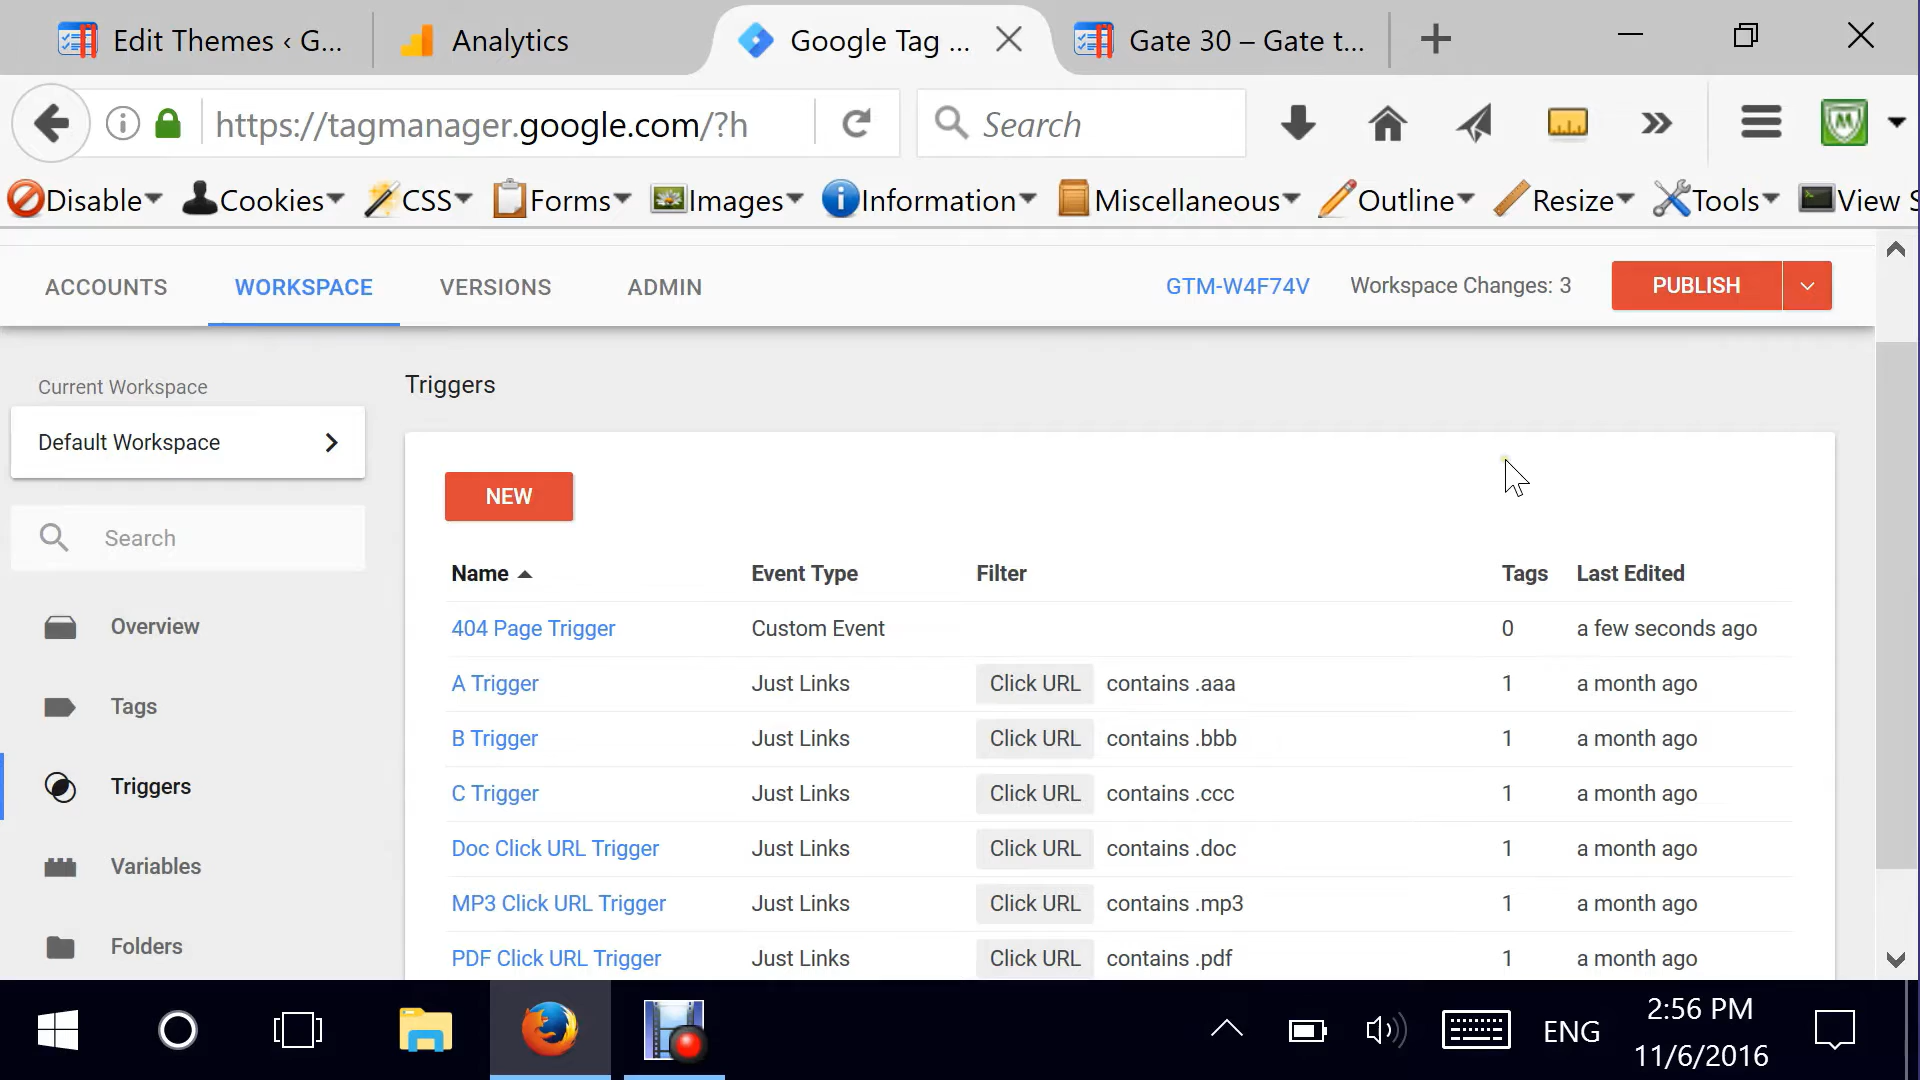 Edit Themes ‹ G...
Analytics
Google Tag ...
Gate 30 – Gate t...
https://tagmanager.google.com/?h
Search
Disable
Cookies
CSS
Forms
Images
Information
Miscellaneous
Outline
Resize
Tools
View S
ACCOUNTS
WORKSPACE
VERSIONS
ADMIN
GTM-W4F74V
Workspace Changes: 3
PUBLISH
Current Workspace
Default Workspace
Search
Overview
Tags
Triggers
Variables
Folders
Triggers
NEW
Name Event Type Filter Tags Last Edited
404 Page Trigger Custom Event 0 a few seconds ago
A Trigger Just Links Click URL contains .aaa 1 a month ago
B Trigger Just Links Click URL contains .bbb 1 a month ago
C Trigger Just Links Click URL contains .ccc 1 a month ago
Doc Click URL Trigger Just Links Click URL contains .doc 1 a month ago
MP3 Click URL Trigger Just Links Click URL contains .mp3 1 a month ago
PDF Click URL Trigger Just Links Click URL contains .pdf 1 a month ago
ENG
2:56 PM
11/6/2016